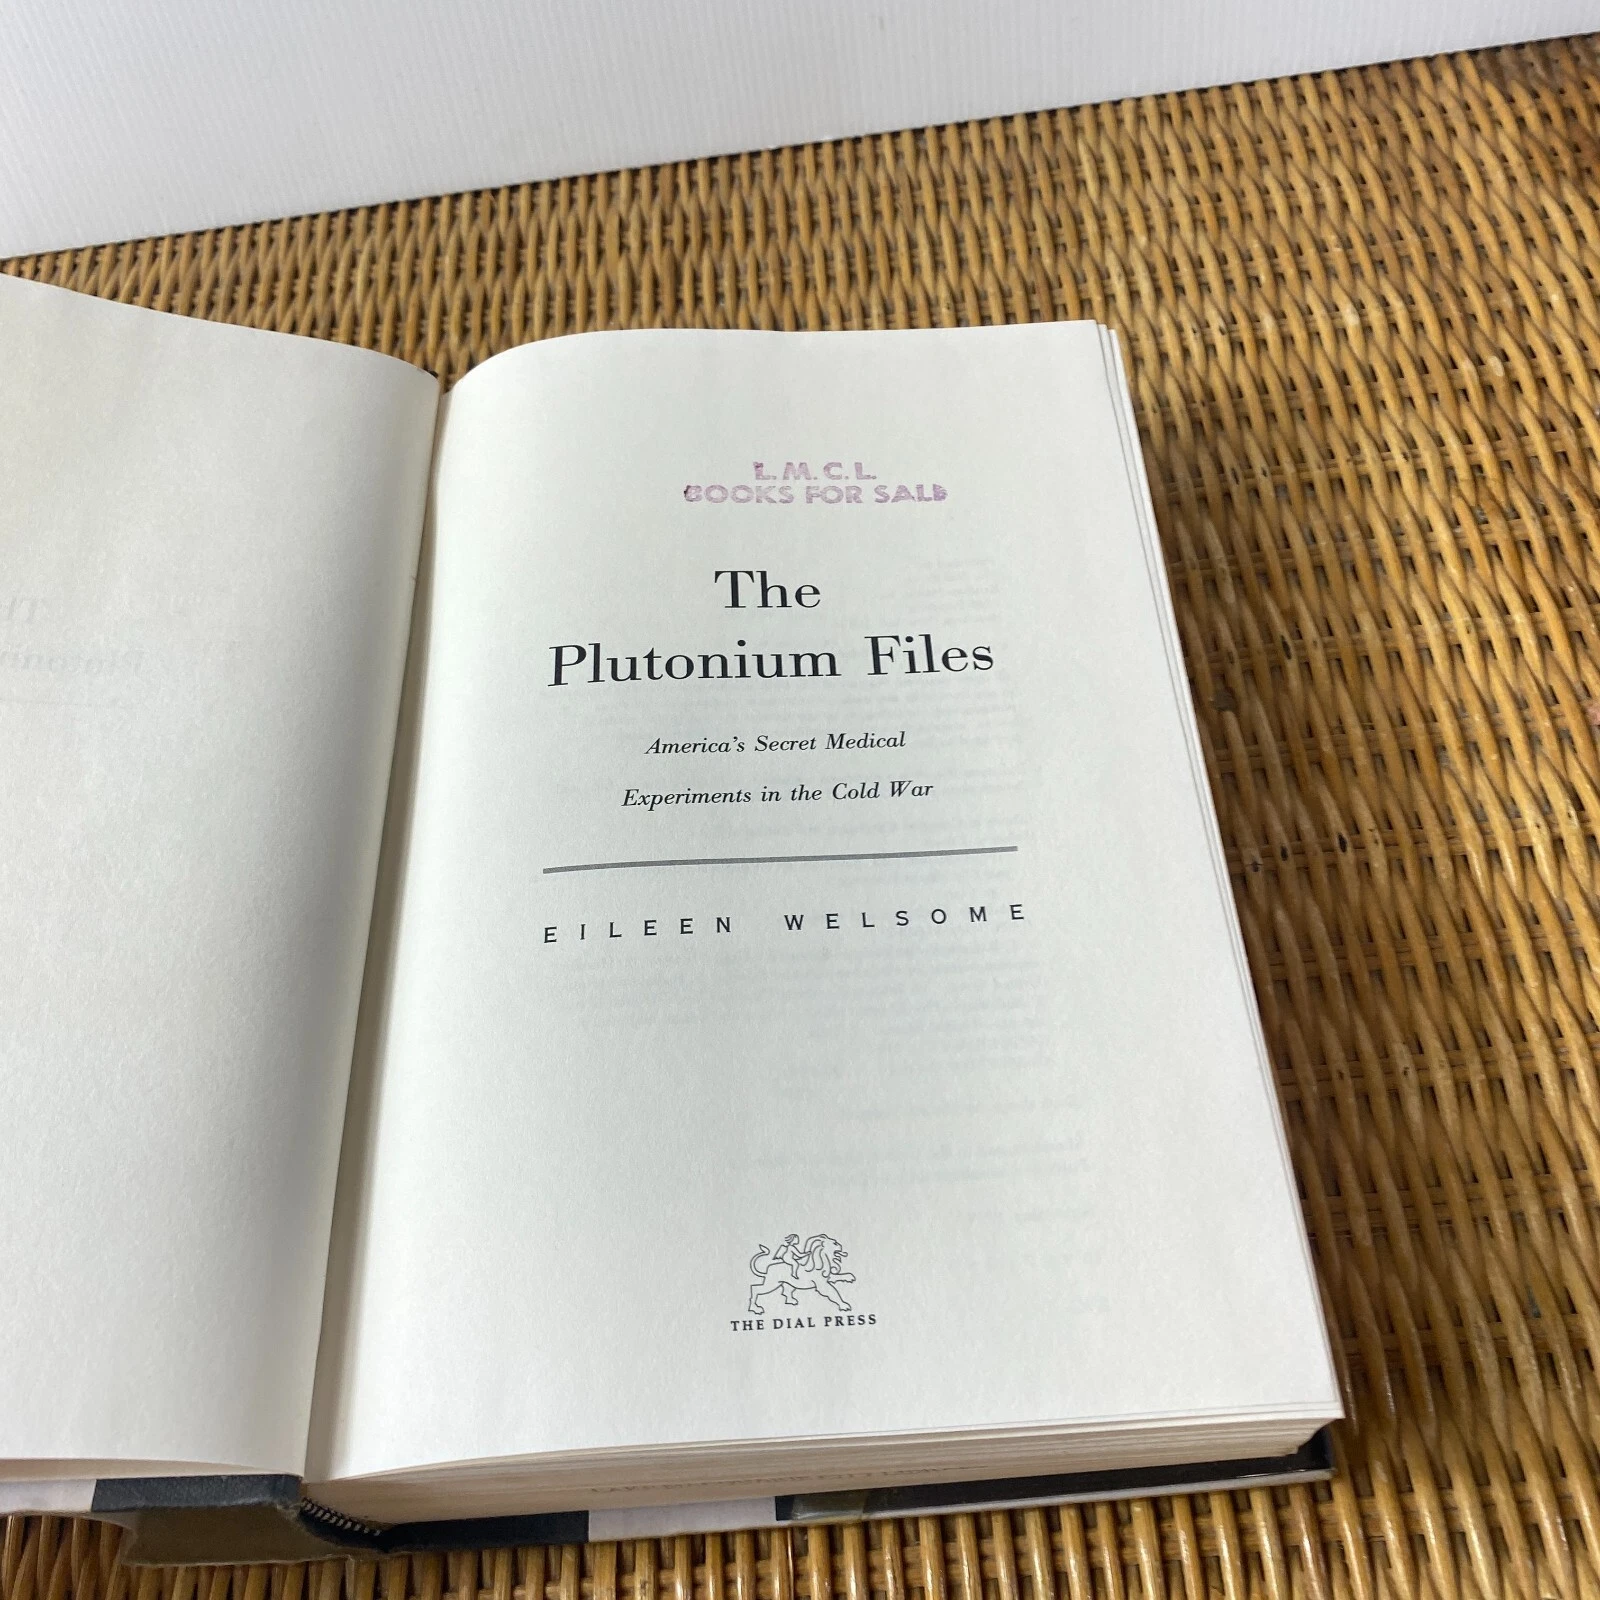 L.M.C.L.
BOOKS FOR SALE
The
Plutonium Files
America's Secret Medical
Experiments in the Cold War
EILEEN WELSOME
THE DIAL PRESS